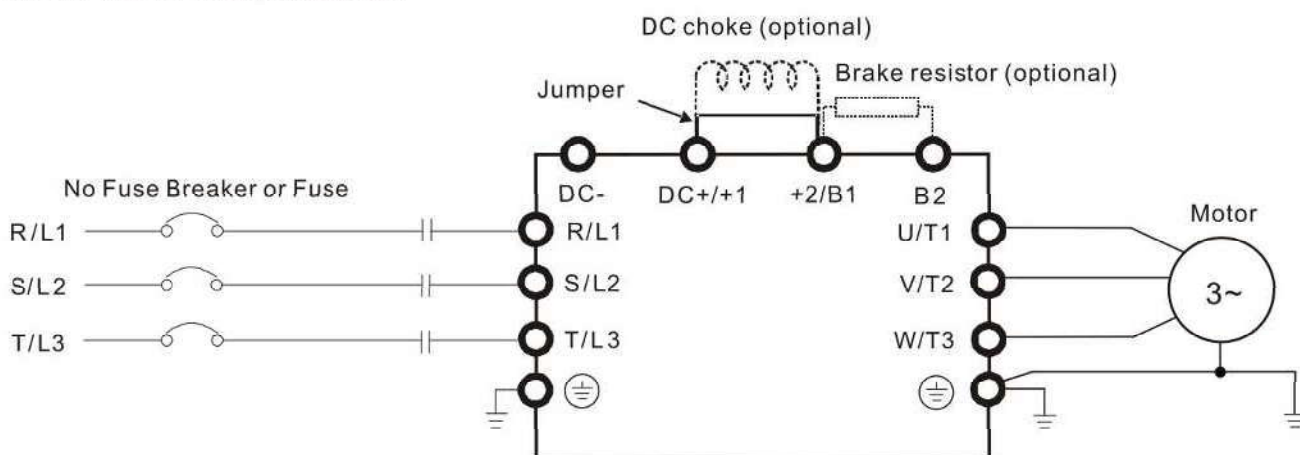 DC choke (optional)
Brake resistor (optional)
Jumper
No Fuse Breaker or Fuse
DC- DC+/+1 +2/B1 B2
Motor
R/L1 R/L1 U/T1
S/L2 S/L2 V/T2
3~
T/L3 T/L3 W/T3